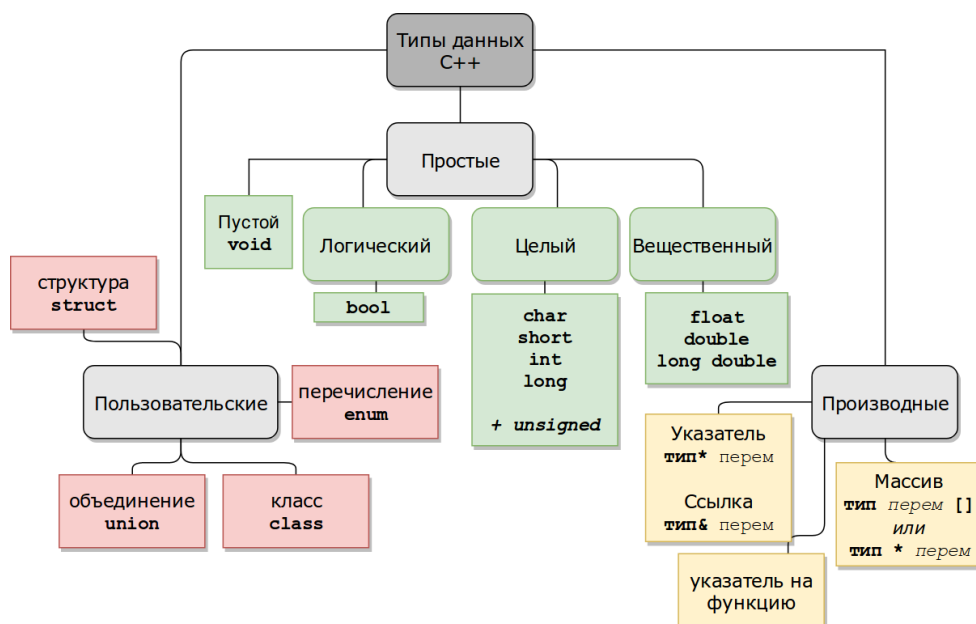 Типы данных
C++
Простые
Пустой
void
Логический
bool
Целый
char
short
int
long
+ unsigned
Вещественный
float
double
long double
структура
struct
Пользовательские
перечисление
enum
объединение
union
класс
class
Производные
Указатель
тип* перем
Ссылка
тип& перем
указатель на
функцию
Массив
тип перем []
или
тип * перем